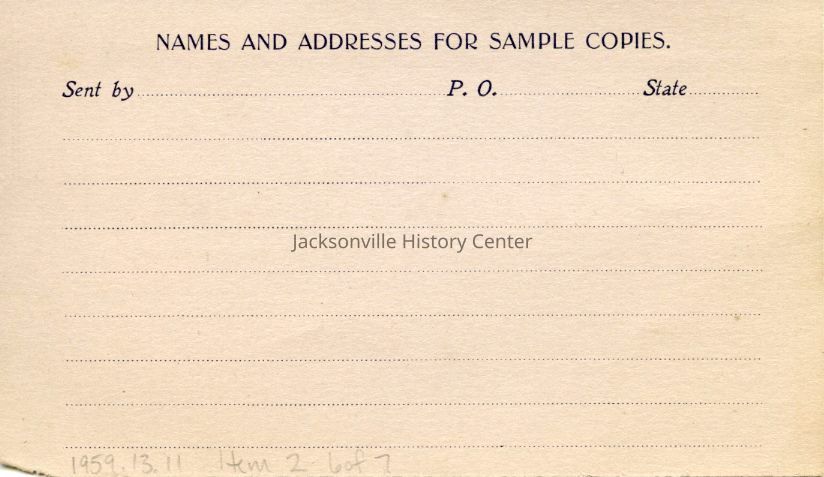 NAMES AND ADDRESSES FOR SAMPLE COPIES.
Sent by P. O. State
Jacksonville History Center
1959.13.11 Item 2 6 of 7